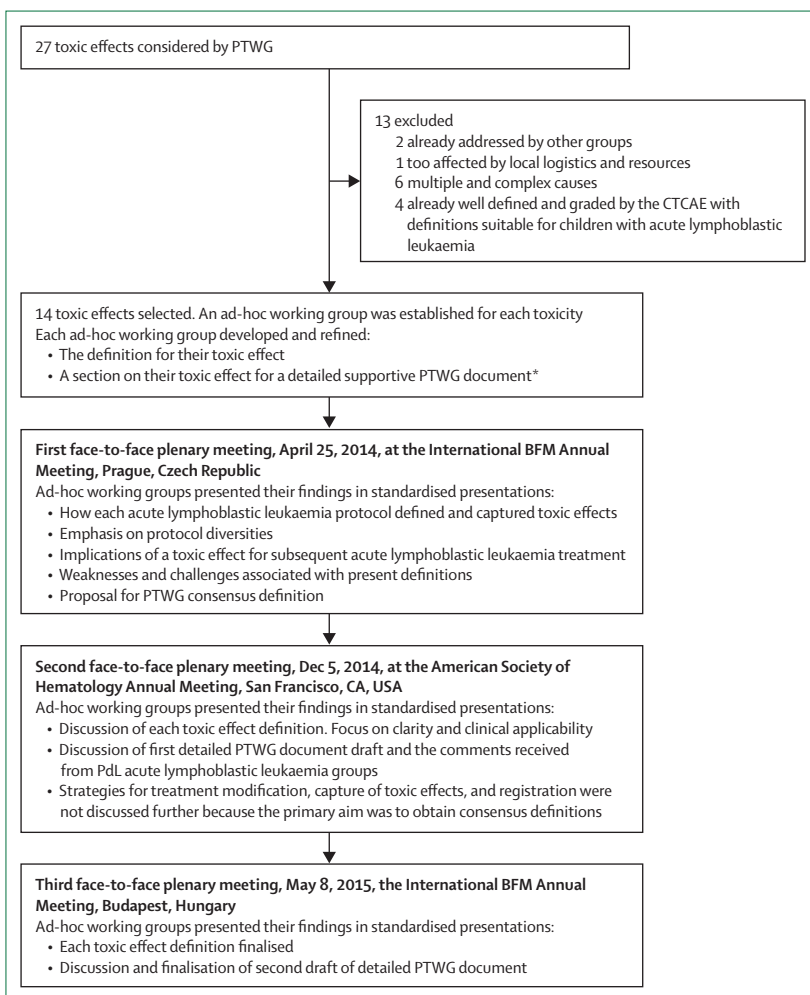 27 toxic effects considered by PTWG
13 excluded
2 already addressed by other groups
1 too affected by local logistics and resources
6 multiple and complex causes
4 already well defined and graded by the CTCAE with
definitions suitable for children with acute lymphoblastic
leukaemia
14 toxic effects selected. An ad-hoc working group was established for each toxicity
Each ad-hoc working group developed and refined:
• The definition for their toxic effect
• A section on their toxic effect for a detailed supportive PTWG document*
First face-to-face plenary meeting, April 25, 2014, at the International BFM Annual
Meeting, Prague, Czech Republic
Ad-hoc working groups presented their findings in standardised presentations:
• How each acute lymphoblastic leukaemia protocol defined and captured toxic effects
• Emphasis on protocol diversities
• Implications of a toxic effect for subsequent acute lymphoblastic leukaemia treatment
• Weaknesses and challenges associated with present definitions
• Proposal for PTWG consensus definition
Second face-to-face plenary meeting, Dec 5, 2014, at the American Society of
Hematology Annual Meeting, San Francisco, CA, USA
Ad-hoc working groups presented their findings in standardised presentations:
• Discussion of each toxic effect definition. Focus on clarity and clinical applicability
• Discussion of first detailed PTWG document draft and the comments received
from PdL acute lymphoblastic leukaemia groups
• Strategies for treatment modification, capture of toxic effects, and registration were
not discussed further because the primary aim was to obtain consensus definitions
Third face-to-face plenary meeting, May 8, 2015, the International BFM Annual
Meeting, Budapest, Hungary
Ad-hoc working groups presented their findings in standardised presentations:
• Each toxic effect definition finalised
• Discussion and finalisation of second draft of detailed PTWG document